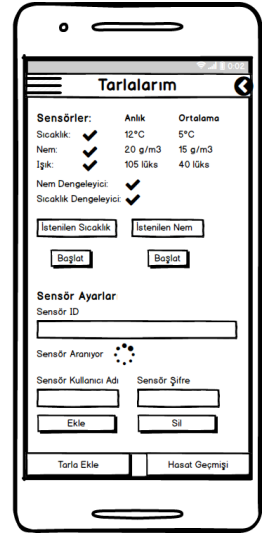 0:02
Tarlalarım
Sensörler: Anlık Ortalama
Sıcaklık: 12°C 5°C
Nem: 20 g/m3 15 g/m3
Işık: 105 lüks 40 lüks
Nem Dengeleyici:
Sıcaklık Dengeleyici:
İstenilen Sıcaklık İstenilen Nem
Başlat Başlat
Sensör Ayarlar
Sensör ID
Sensör Aranıyor
Sensör Kullanıcı Adı Sensör Şifre
Ekle Sil
Tarla Ekle Hasat Geçmişi